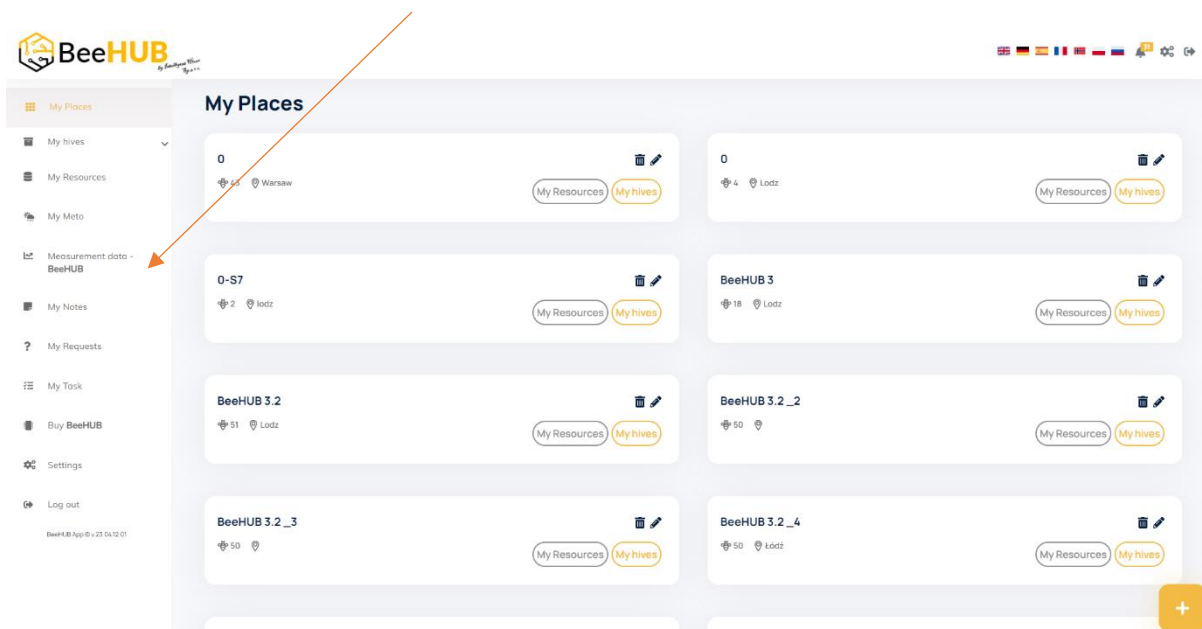 BeeHUB
My Places
My hives
My Resources
My Meto
Measurement data -
BeeHUB
My Notes
My Requests
My Task
Buy BeeHUB
Settings
Log out
My Places
0
43 Warsaw
My Resources My hives
0
4 Lodz
My Resources My hives
0-S7
2 lodz
My Resources My hives
BeeHUB 3
18 Lodz
My Resources My hives
BeeHUB 3.2
51 Lodz
My Resources My hives
BeeHUB 3.2 _2
50
My Resources My hives
BeeHUB 3.2 _3
50
My Resources My hives
BeeHUB 3.2 _4
50 Łódź
My Resources My hives
+